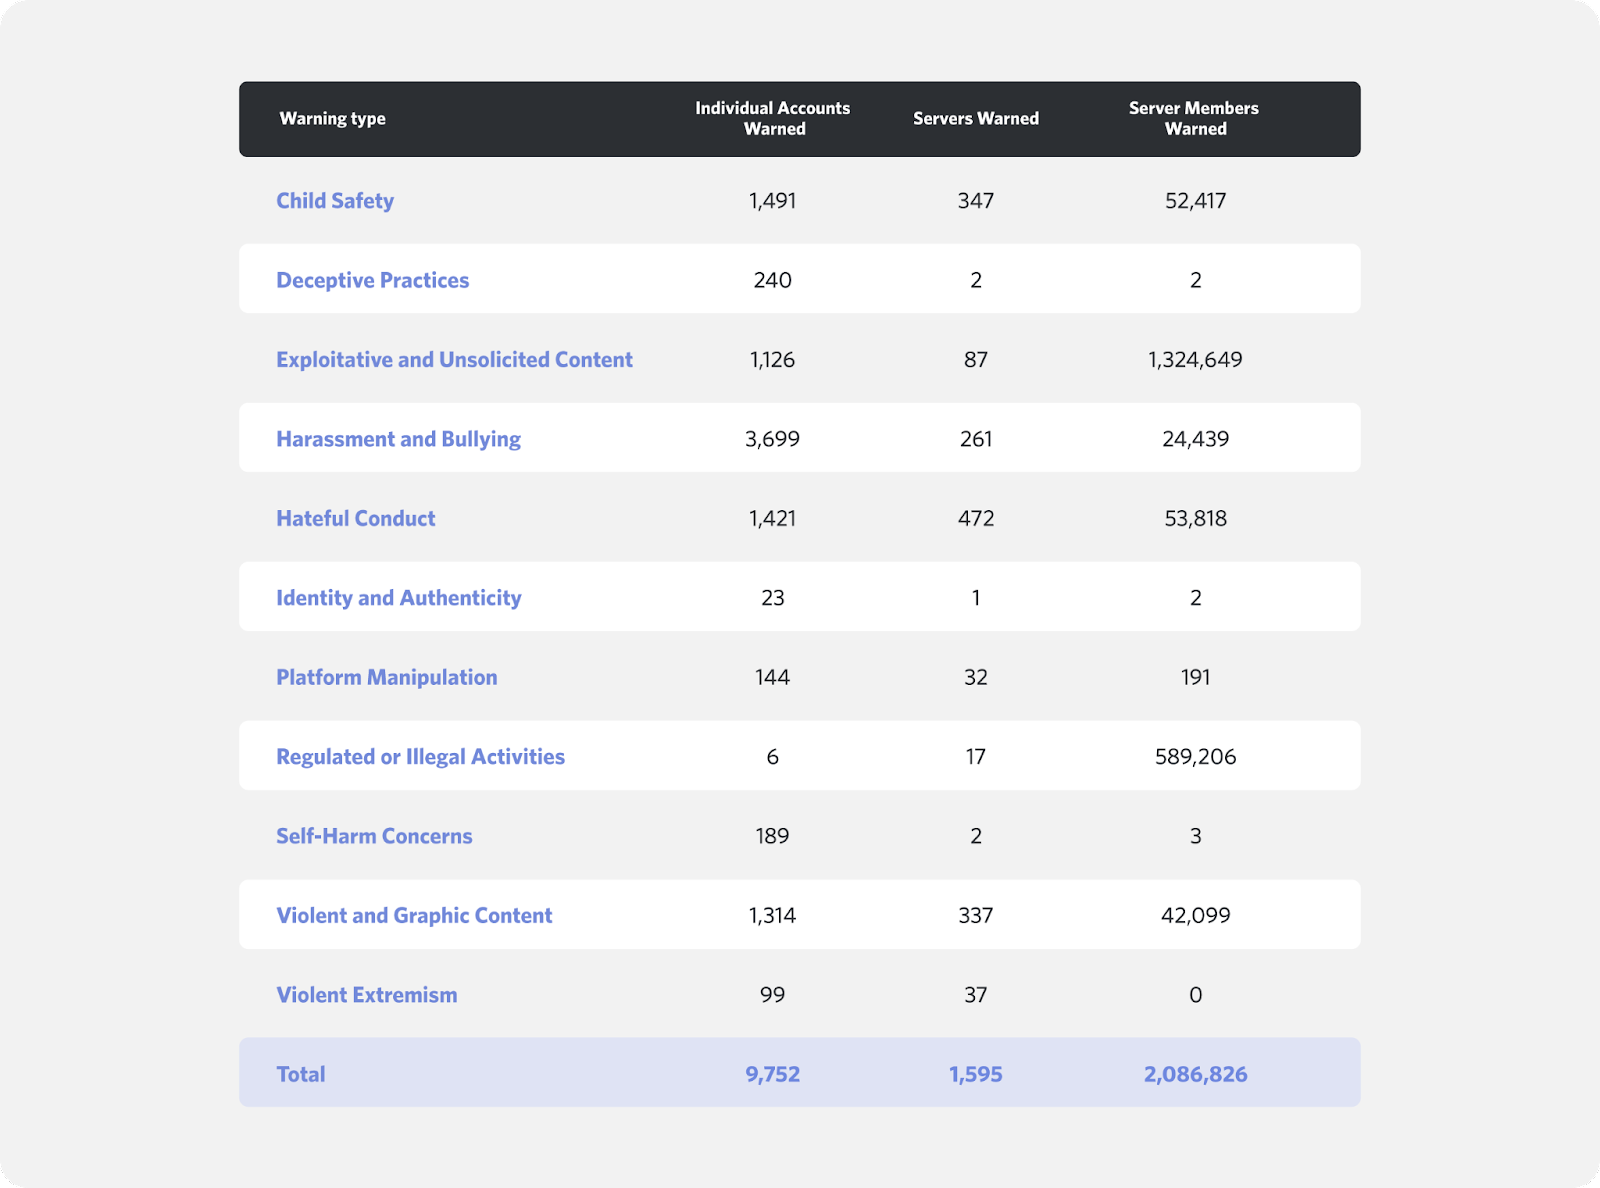 Warning type Individual Accounts Warned Servers Warned Server Members Warned
Child Safety 1,491 347 52,417
Deceptive Practices 240 2 2
Exploitative and Unsolicited Content 1,126 87 1,324,649
Harassment and Bullying 3,699 261 24,439
Hateful Conduct 1,421 472 53,818
Identity and Authenticity 23 1 2
Platform Manipulation 144 32 191
Regulated or Illegal Activities 6 17 589,206
Self-Harm Concerns 189 2 3
Violent and Graphic Content 1,314 337 42,099
Violent Extremism 99 37 0
Total 9,752 1,595 2,086,826